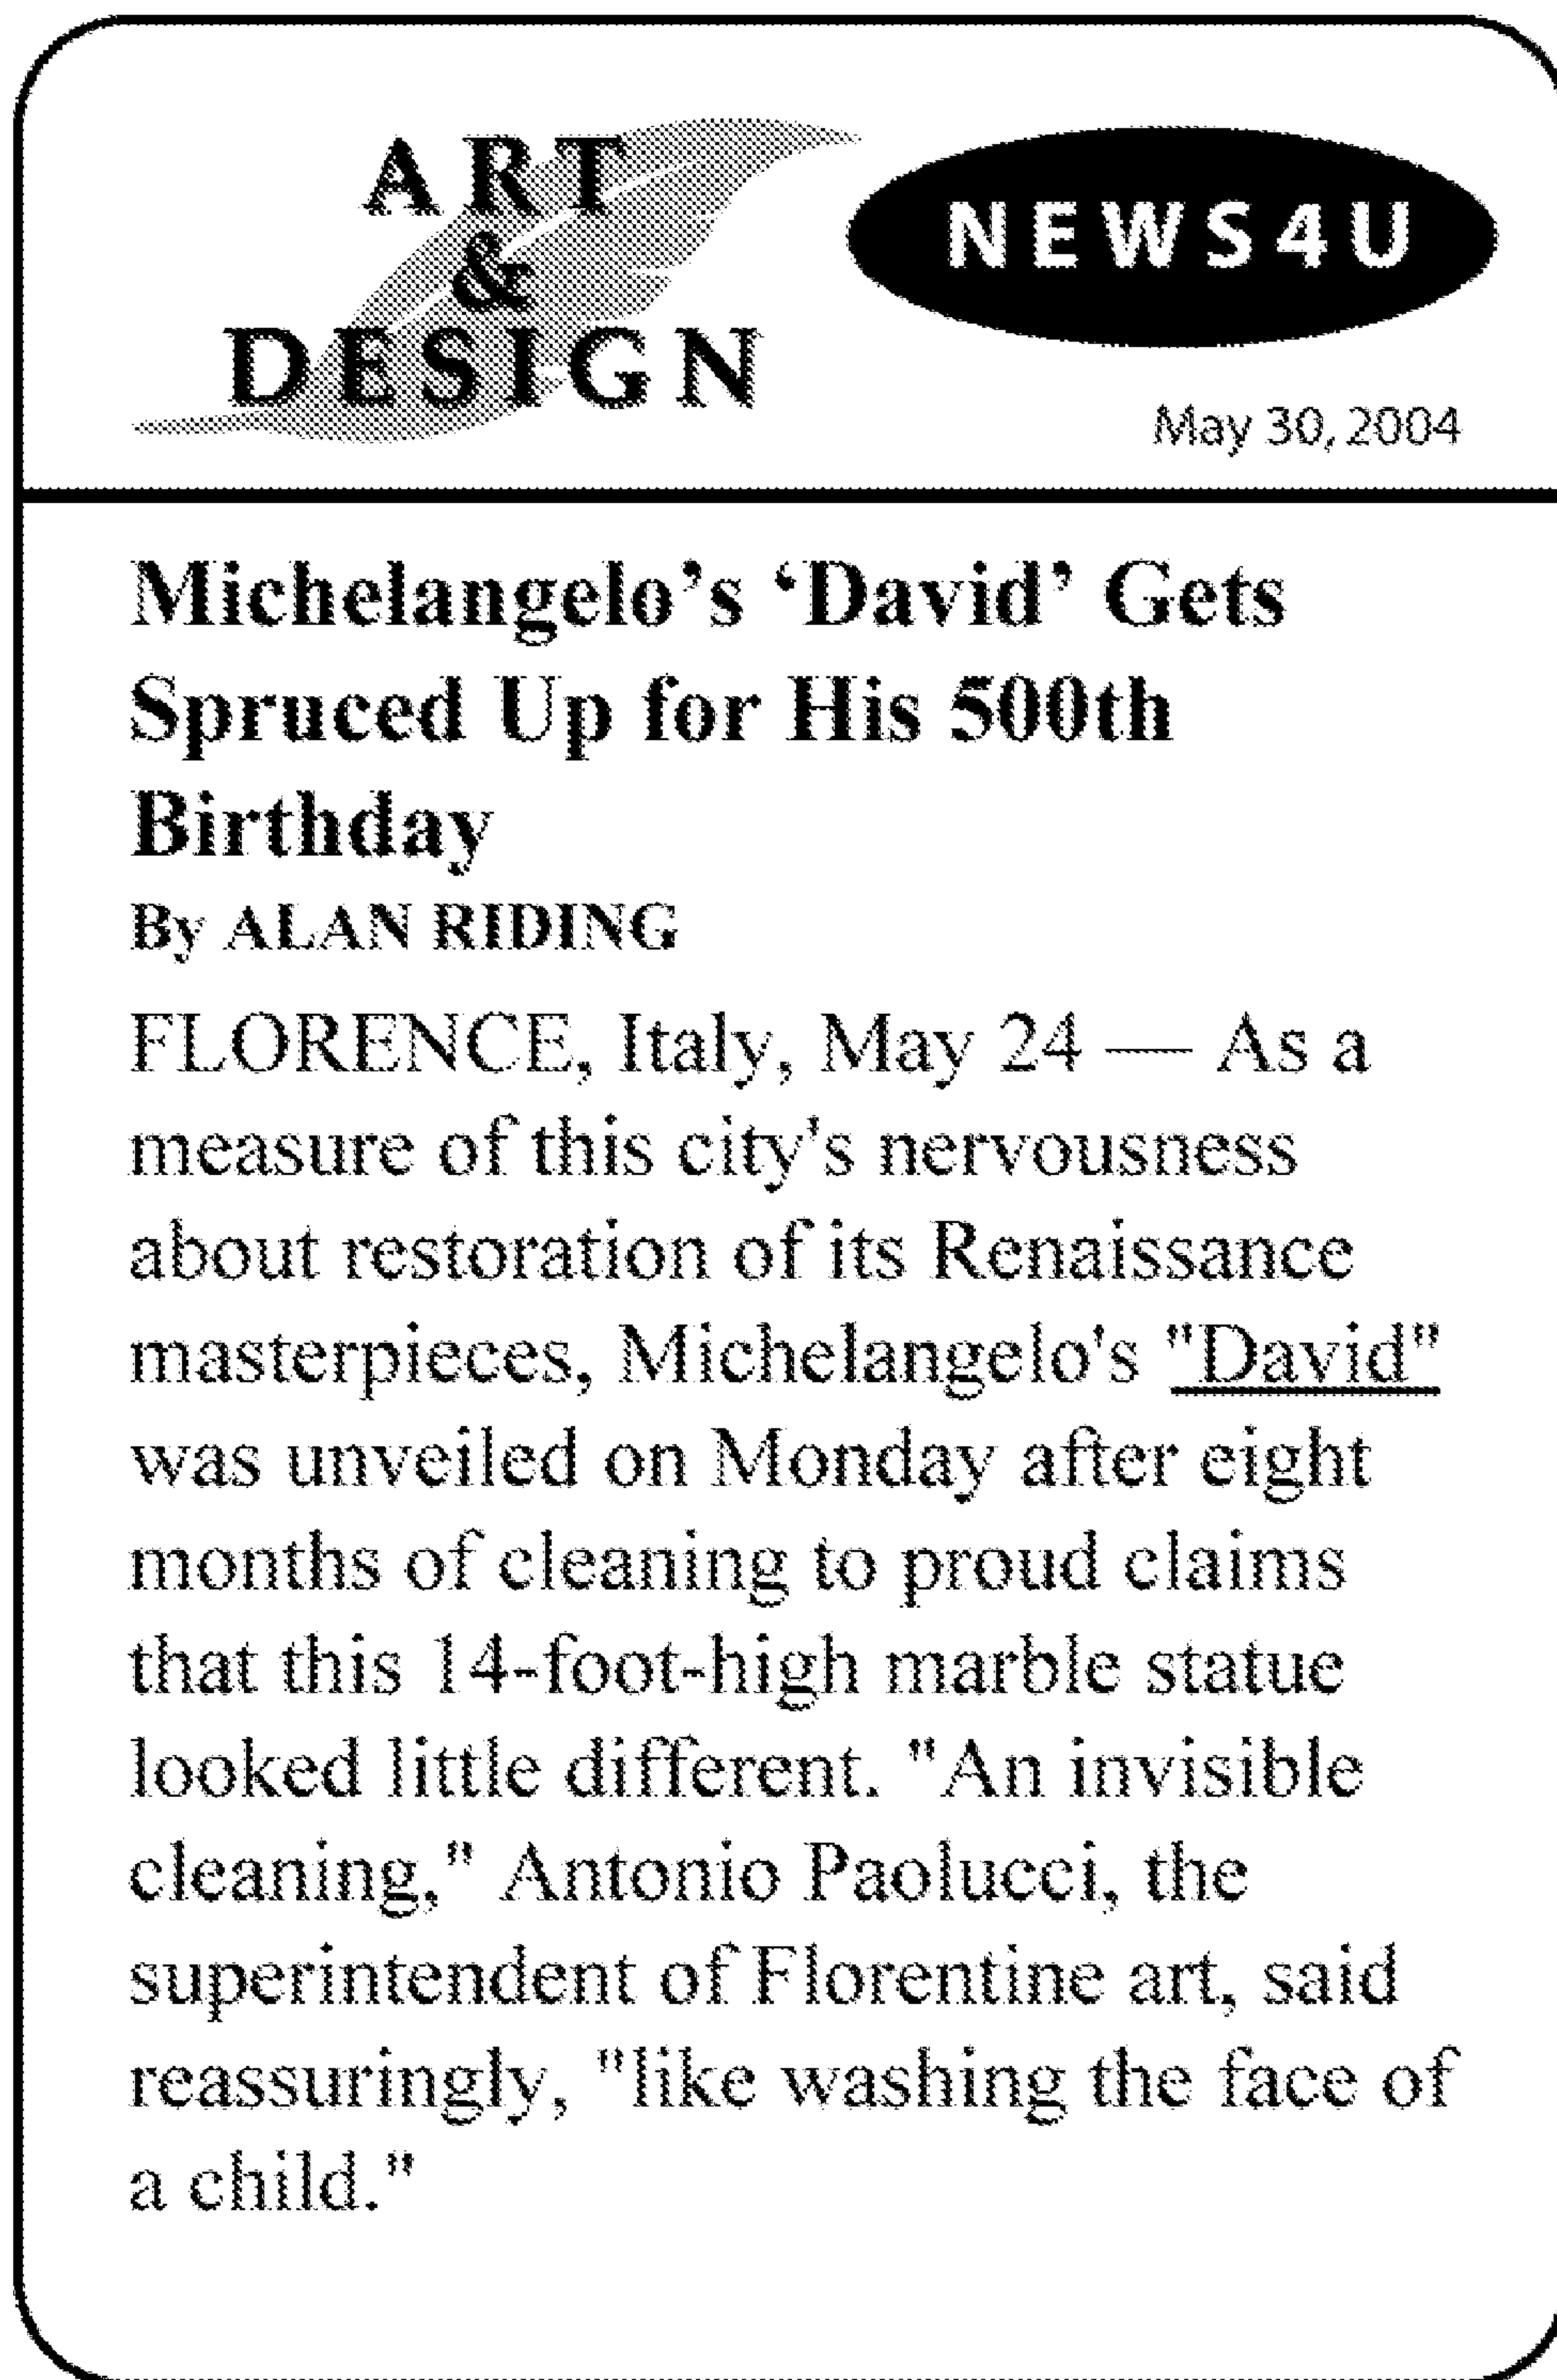 ART
&
DESIGN
NEWS4U
May 30, 2004
Michelangelo’s ‘David’ Gets
Spruced Up for His 500th
Birthday
By ALAN RIDING
FLORENCE, Italy, May 24 — As a
measure of this city's nervousness
about restoration of its Renaissance
masterpieces, Michelangelo's "David"
was unveiled on Monday after eight
months of cleaning to proud claims
that this 14-foot-high marble statue
looked little different. "An invisible
cleaning," Antonio Paolucci, the
superintendent of Florentine art, said
reassuringly, "like washing the face of
a child."